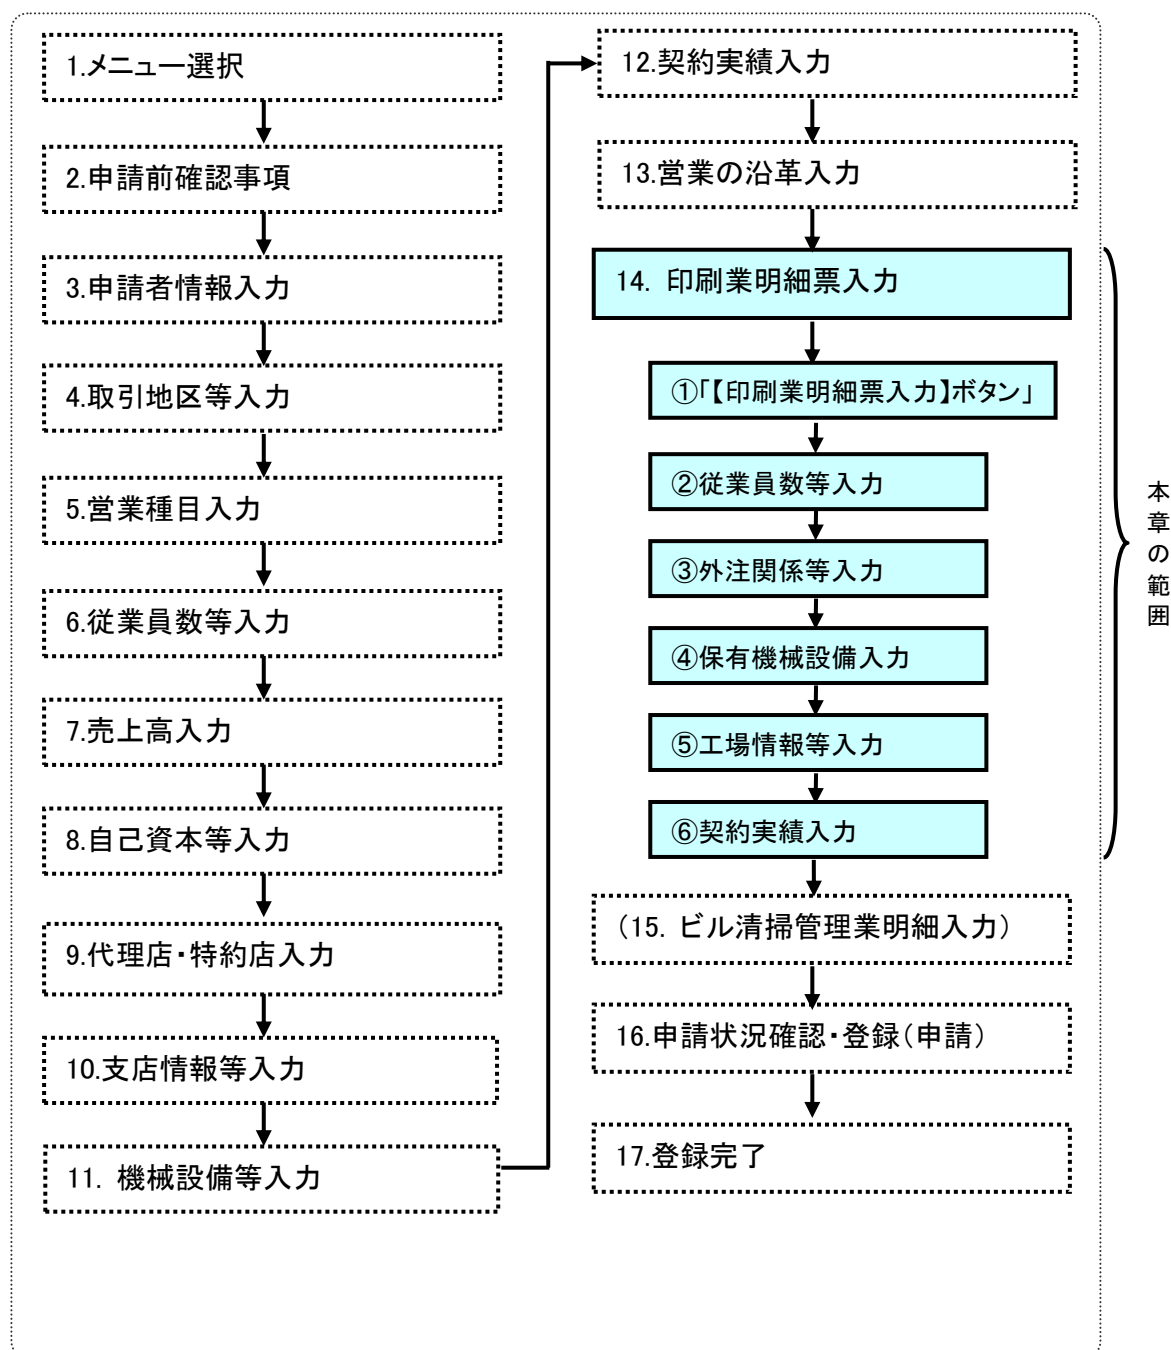 1.メニュー選択
2.申請前確認事項
3.申請者情報入力
4.取引地区等入力
5.営業種目入力
6.従業員数等入力
7.売上高入力
8.自己資本等入力
9.代理店・特約店入力
10.支店情報等入力
11. 機械設備等入力
12.契約実績入力
13.営業の沿革入力
14. 印刷業明細票入力
①「【印刷業明細票入力】ボタン」
②従業員数等入力
③外注関係等入力
④保有機械設備入力
⑤工場情報等入力
⑥契約実績入力
(15. ビル清掃管理業明細入力)
16.申請状況確認・登録(申請)
17.登録完了
本章の範囲